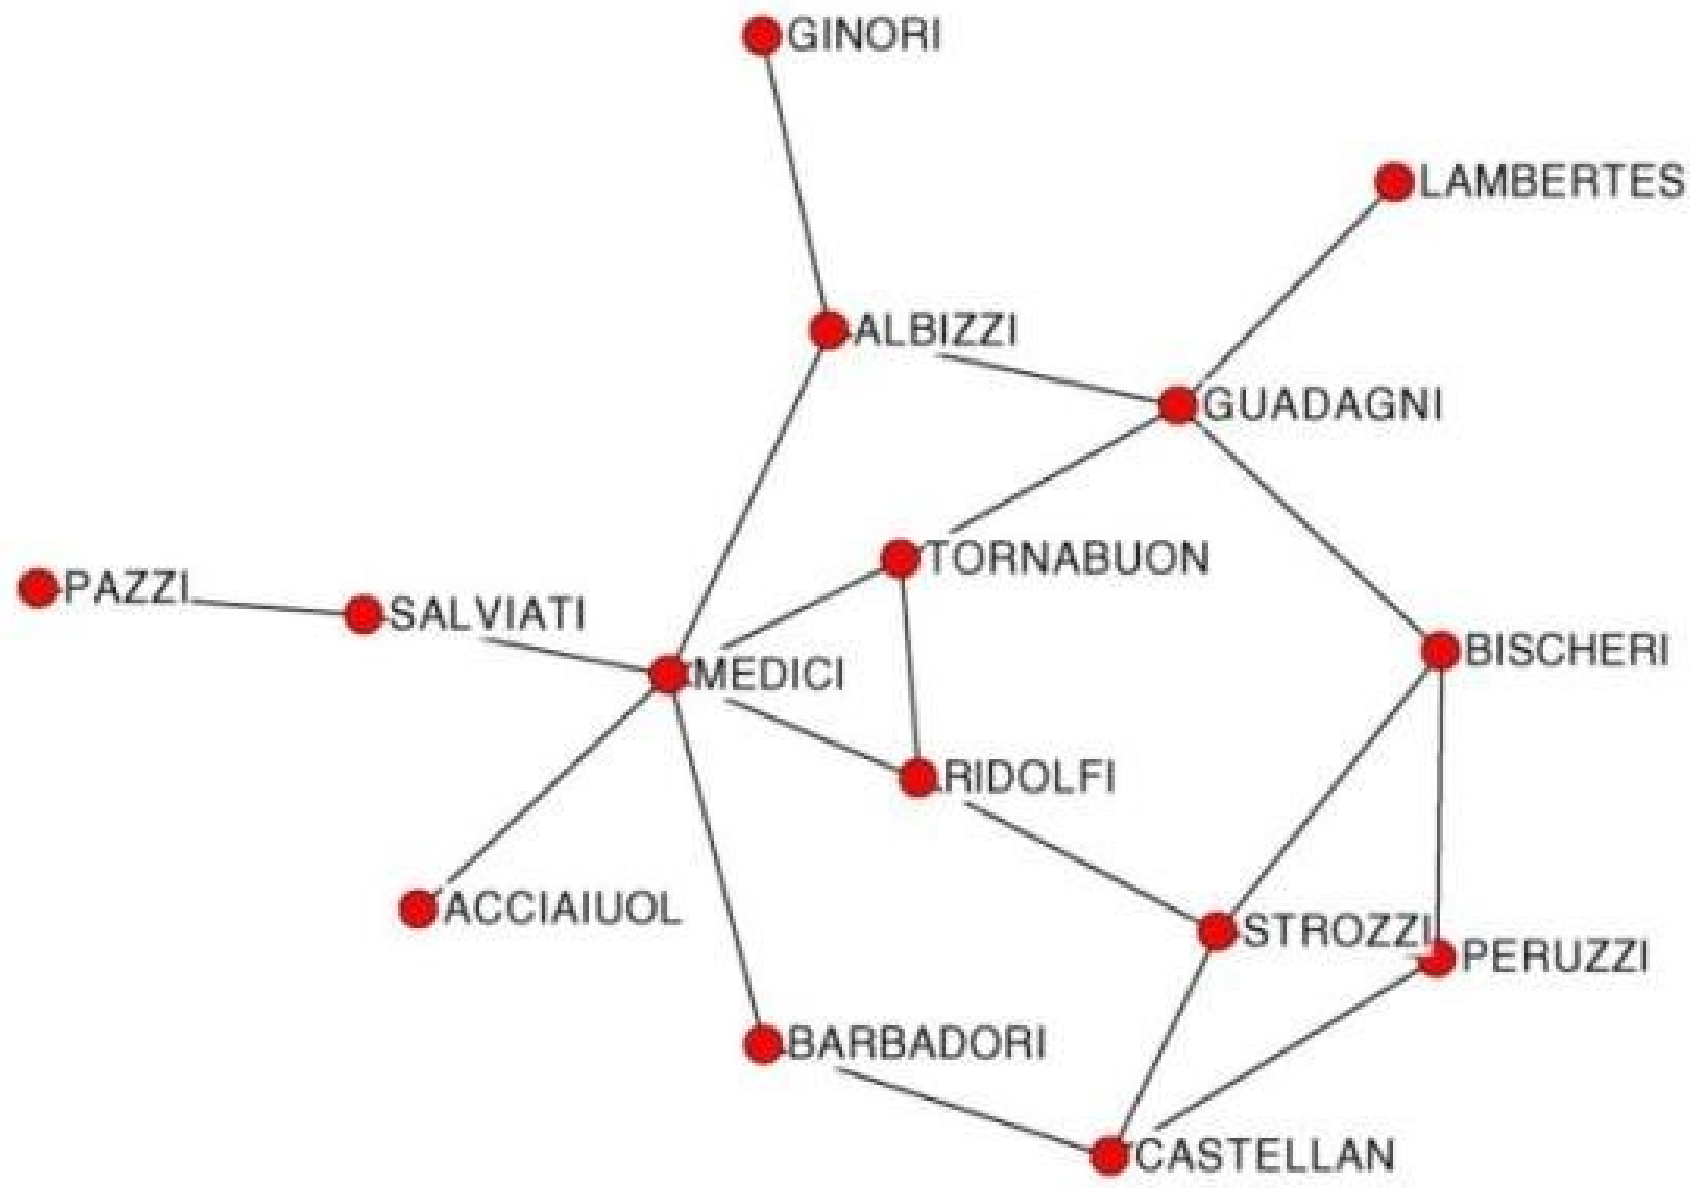 GINORI
LAMBERTES
ALBIZZI
GUADAGNI
TORNABUON
PAZZI
SALVIATI
BISCHERI
MEDICI
RIDOLFI
ACCIAIUOL
STROZZI
PERUZZI
BARBADORI
CASTELLAN